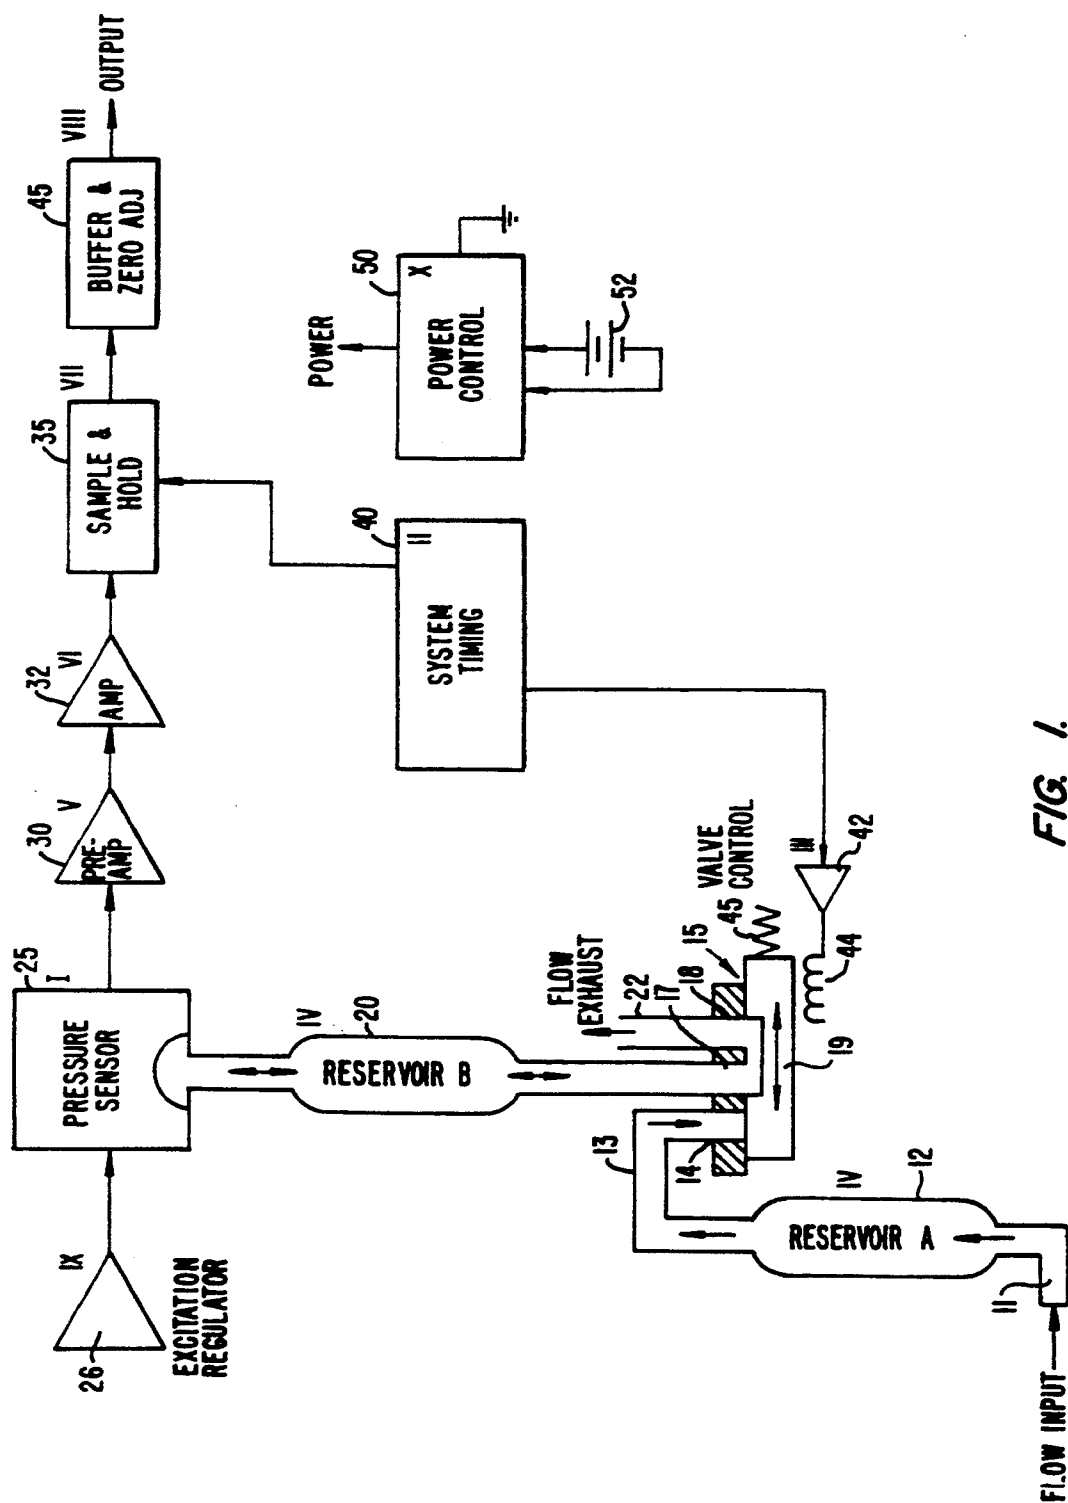 26
IX
EXCITATION
REGULATOR
PRESSURE
SENSOR
25
I
30
V
PRE-
AMP
32
VI
AMP
35
SAMPLE &
HOLD
VII
45
BUFFER &
ZERO ADJ
VIII
OUTPUT
RESERVOIR B
IV
20
FLOW
EXHAUST
22
17
18
15
45
VALVE
CONTROL
13
14
19
44
42
III
SYSTEM
TIMING
40
II
POWER
50
X
POWER
CONTROL
52
FLOW INPUT
11
RESERVOIR A
IV
12
FIG. 1.